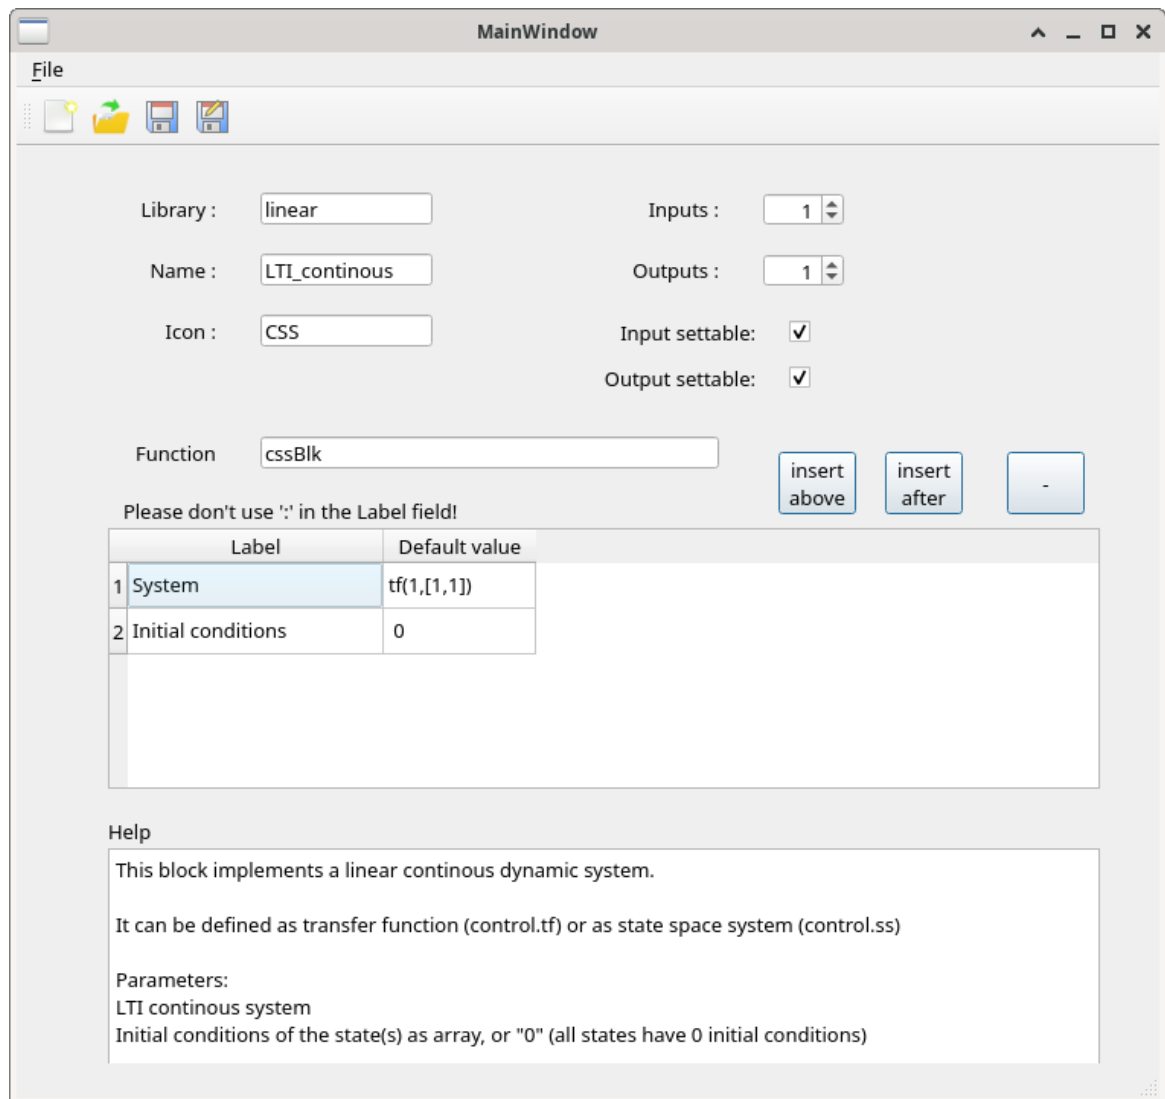 MainWindow
File
Library : linear Inputs : 1
Name : LTI_continous Outputs : 1
Icon : CSS Input settable:
Output settable:
Function cssBlk insert above insert after -
Please don't use ':' in the Label field!
Label Default value
1 System tf(1,[1,1])
2 Initial conditions 0
Help
This block implements a linear continous dynamic system.
It can be defined as transfer function (control.tf) or as state space system (control.ss)
Parameters:
LTI continous system
Initial conditions of the state(s) as array, or "0" (all states have 0 initial conditions)